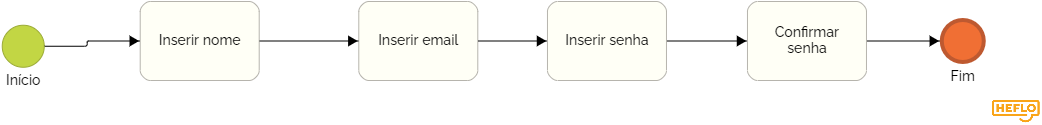 Início
Inserir nome
Inserir email
Inserir senha
Confirmar
senha
Fim
HEFLO